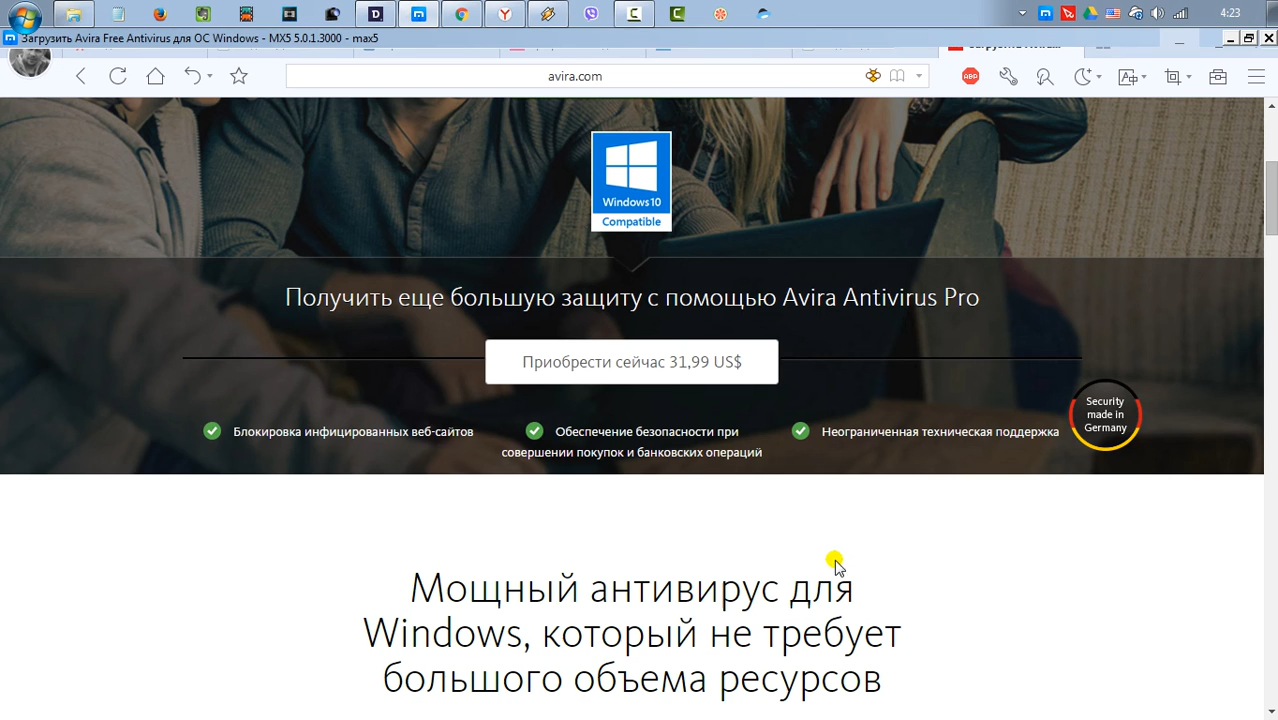 4:23
Загрузить Avira Free Antivirus для ОС Windows - MX5 5.0.1.3000 - max5
avira.com
ABP
Windows10
Compatible
Получить еще большую защиту с помощью Avira Antivirus Pro
Приобрести сейчас 31,99 US$
Блокировка инфицированных веб-сайтов
Обеспечение безопасности при
совершении покупок и банковских операций
Неограниченная техническая поддержка
Security
made in
Germany
Мощный антивирус для
Windows, который не требует
большого объема ресурсов